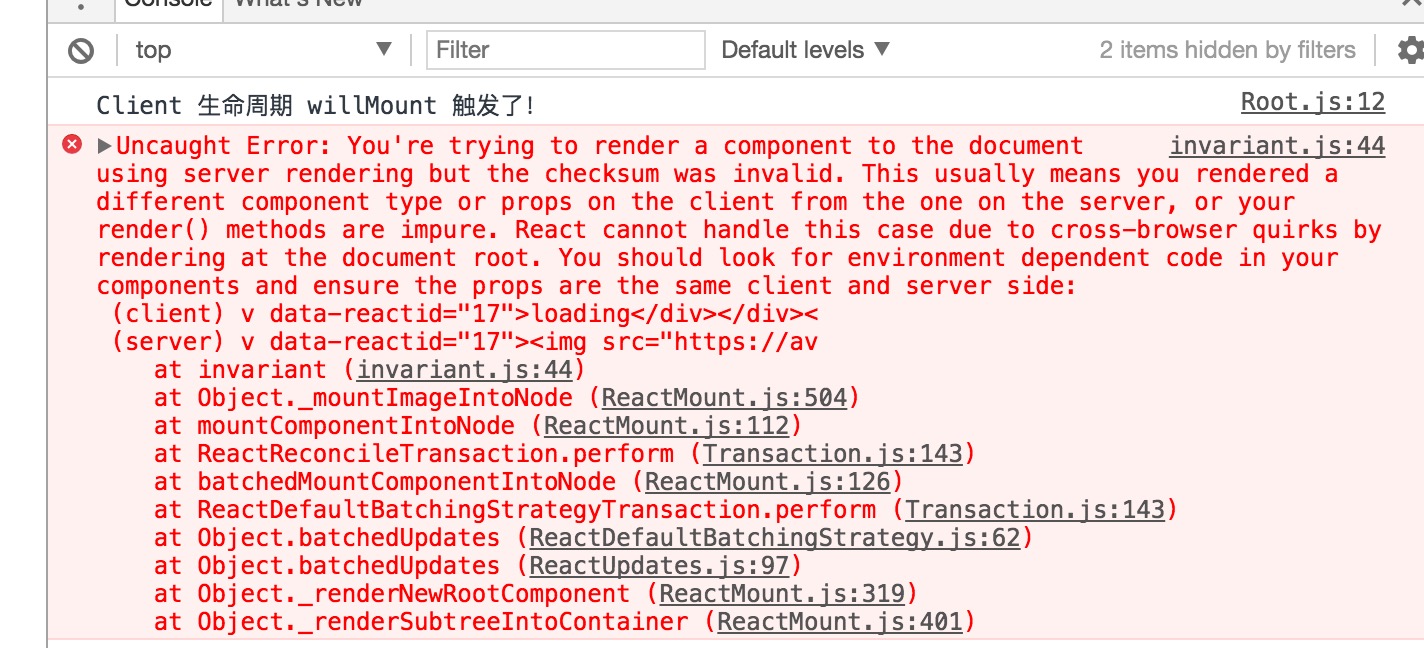 Console What's New
top Filter Default levels 2 items hidden by filters
Client 生命周期 willMount 触发了! Root.js:12
Uncaught Error: You're trying to render a component to the document invariant.js:44
using server rendering but the checksum was invalid. This usually means you rendered a
different component type or props on the client from the one on the server, or your
render() methods are impure. React cannot handle this case due to cross-browser quirks by
rendering at the document root. You should look for environment dependent code in your
components and ensure the props are the same client and server side:
(client) v data-reactid="17">loading</div></div><
(server) v data-reactid="17"><img src="https://av
at invariant (invariant.js:44)
at Object._mountImageIntoNode (ReactMount.js:504)
at mountComponentIntoNode (ReactMount.js:112)
at ReactReconcileTransaction.perform (Transaction.js:143)
at batchedMountComponentIntoNode (ReactMount.js:126)
at ReactDefaultBatchingStrategyTransaction.perform (Transaction.js:143)
at Object.batchedUpdates (ReactDefaultBatchingStrategy.js:62)
at Object.batchedUpdates (ReactUpdates.js:97)
at Object._renderNewRootComponent (ReactMount.js:319)
at Object._renderSubtreeIntoContainer (ReactMount.js:401)